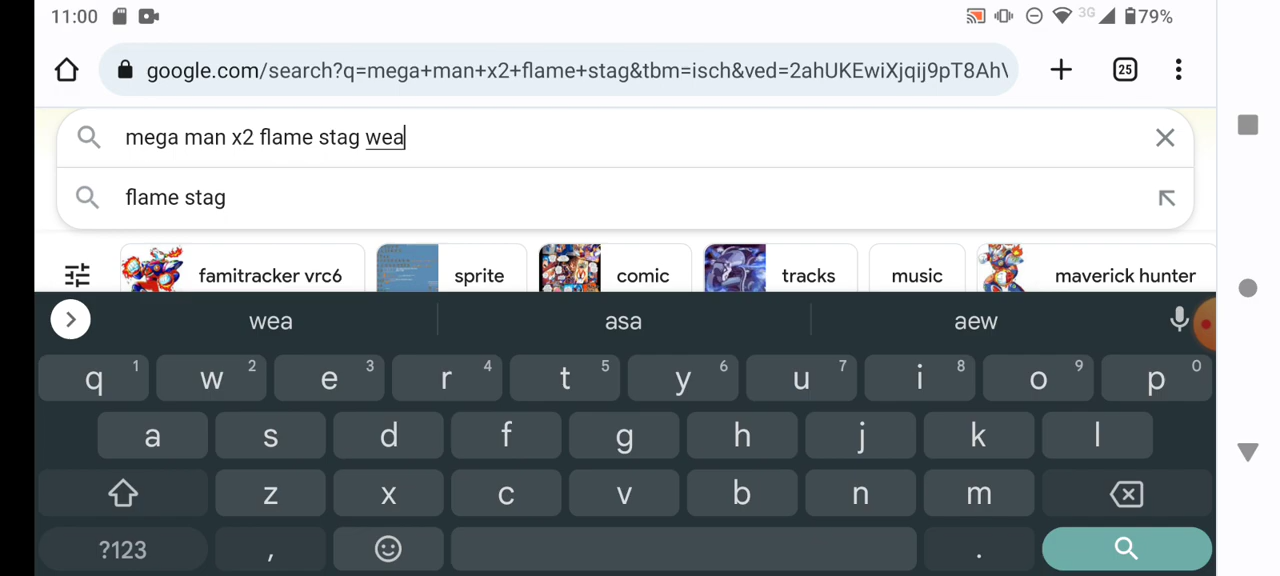 11:00 3G 79%
google.com/search?q=mega+man+x2+flame+stag&tbm=isch&ved=2ahUKEwiXjqij9pT8Ah\ 25
mega man x2 flame stag wea
flame stag
famitracker vrc6 sprite comic tracks music maverick hunter
wea asa aew
q 1 w 2 e 3 r 4 t 5 y 6 u 7 i 8 o 9 p 0
a s d f g h j k l
z x c v b n m
?123 , .